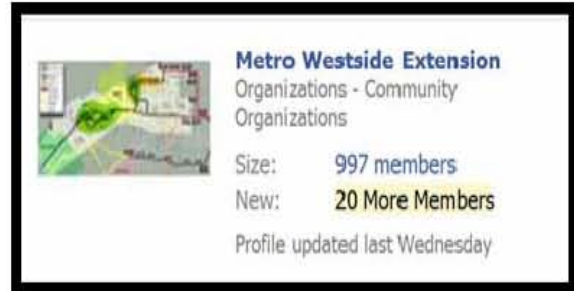 Metro Westside Extension
Organizations - Community
Organizations
Size: 997 members
New: 20 More Members
Profile updated last Wednesday